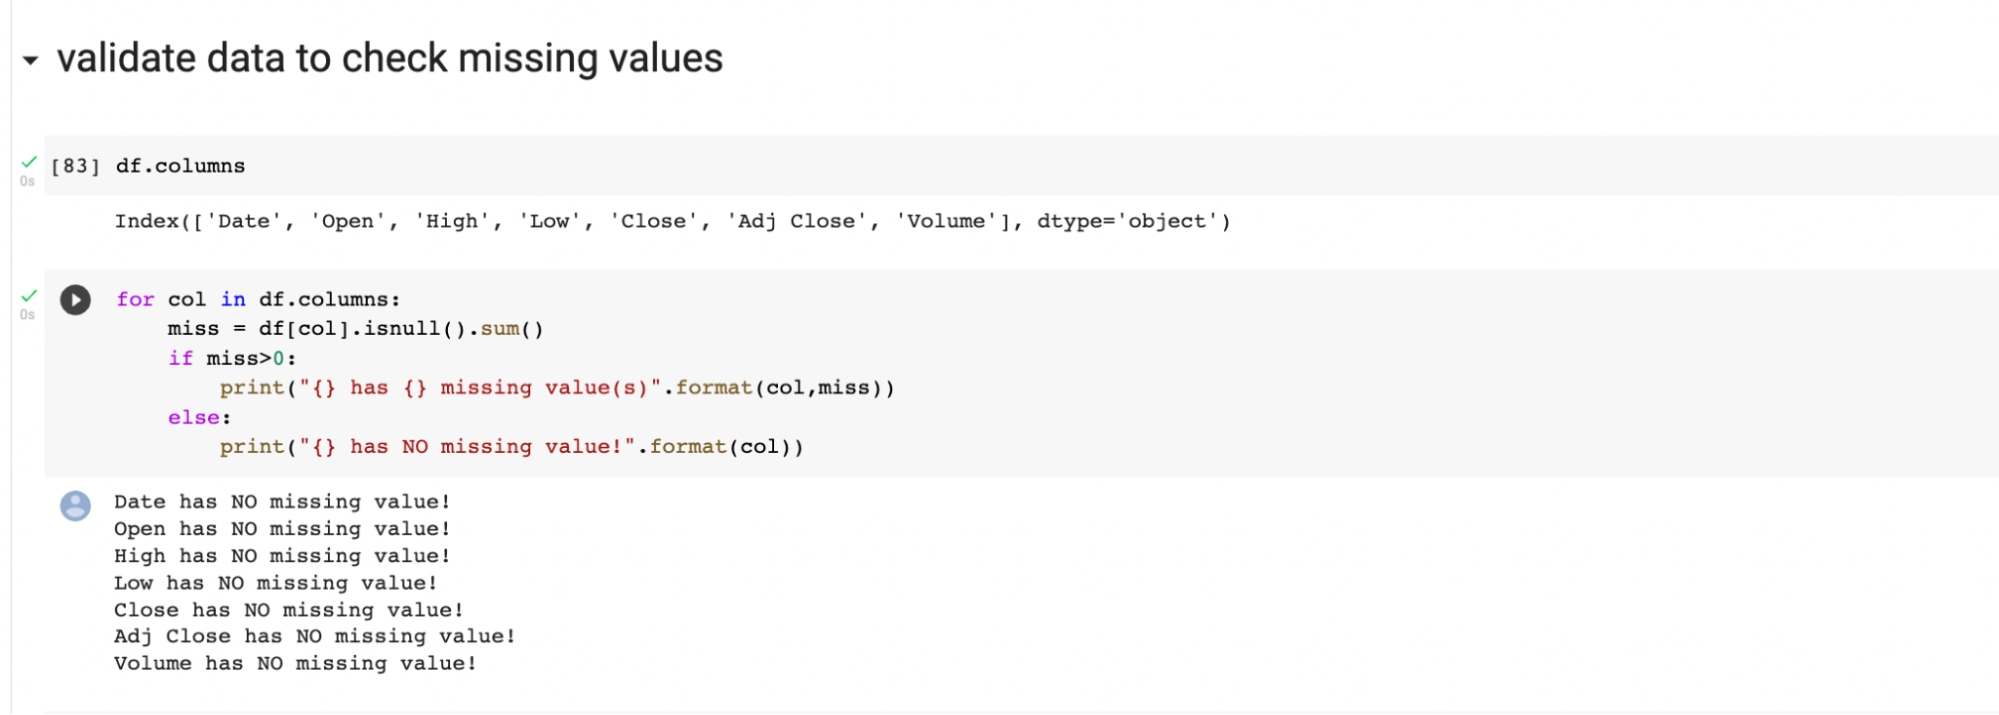 validate data to check missing values
[83] df.columns
0s
Index(['Date', 'Open', 'High', 'Low', 'Close', 'Adj Close', 'Volume'], dtype='object')
for col in df.columns:
0s
    miss = df[col].isnull().sum()
    if miss>0:
        print("{} has {} missing value(s)".format(col,miss))
    else:
        print("{} has NO missing value!".format(col))
Date has NO missing value!
Open has NO missing value!
High has NO missing value!
Low has NO missing value!
Close has NO missing value!
Adj Close has NO missing value!
Volume has NO missing value!